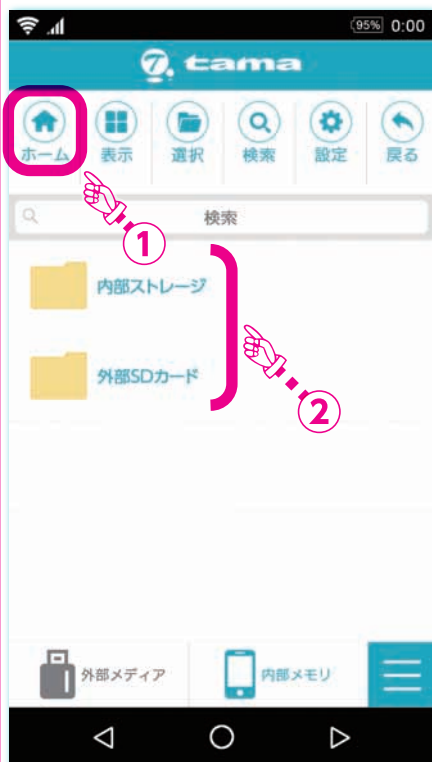 95% 0:00
tama
ホーム 表示 選択 検索 設定 戻る
検索
①
内部ストレージ
外部SDカード
②
外部メディア 内部メモリ